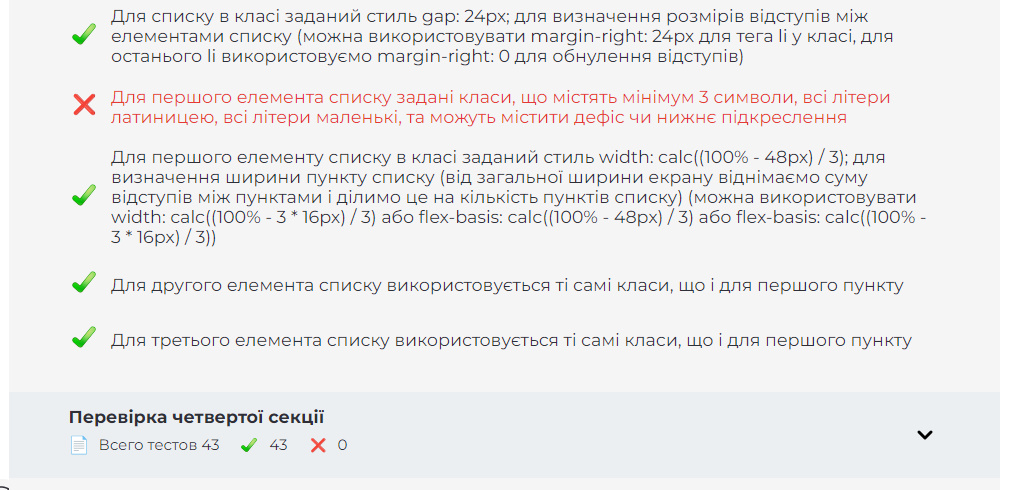 Для списку в класі заданий стиль gap: 24px; для визначення розмірів відступів між
елементами списку (можна використовувати margin-right: 24px для тега li у класі, для
останього li використовуємо margin-right: 0 для обнулення відступів)
Для першого елемента списку задані класи, що містять мінімум 3 символи, всі літери
латиницею, всі літери маленькі, та можуть містити дефіс чи нижнє підкреслення
Для першого елементу списку в класі заданий стиль width: calc((100% - 48px) / 3); для
визначення ширини пункту списку (від загальної ширини екрану віднімаємо суму
відступів між пунктами і ділимо це на кількість пунктів списку) (можна використовувати
width: calc((100% - 3 * 16px) / 3) або flex-basis: calc((100% - 48px) / 3) або flex-basis: calc((100% -
3 * 16px) / 3))
Для другого елемента списку використовується ті самі класи, що і для першого пункту
Для третього елемента списку використовується ті самі класи, що і для першого пункту
Перевірка четвертої секції
Всего тестов 43 43 0